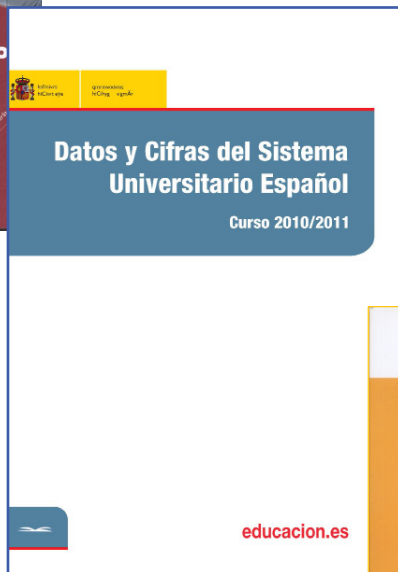 Datos y Cifras del Sistema
Universitario Español
Curso 2010/2011
educacion.es